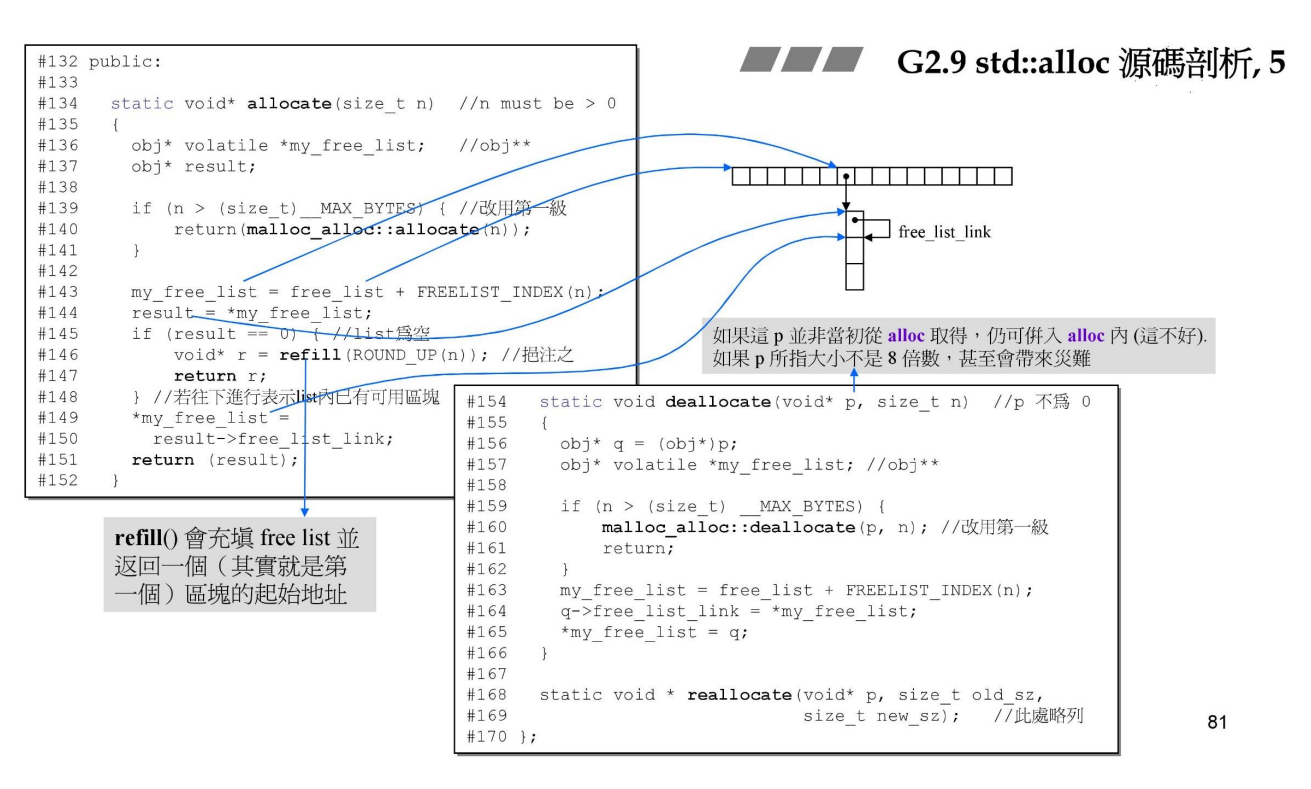 G2.9 std::alloc 源碼剖析, 5
#132 public:
#133
#134   static void* allocate(size_t n)  //n must be > 0
#135   {
#136     obj* volatile *my_free_list;   //obj**
#137     obj* result;
#138
#139     if (n > (size_t)__MAX_BYTES) { //改用第一級
#140         return(malloc_alloc::allocate(n));
#141     }
#142
#143     my_free_list = free_list + FREELIST_INDEX(n);
#144     result = *my_free_list;
#145     if (result == 0) { //list爲空
#146         void* r = refill(ROUND_UP(n)); //挹注之
#147         return r;
#148     } //若往下進行表示list內已有可用區塊
#149     *my_free_list =
#150       result->free_list_link;
#151     return (result);
#152   }
free_list_link
如果這 p 並非當初從 alloc 取得，仍可併入 alloc 內 (這不好).
如果 p 所指大小不是 8 倍數，甚至會帶來災難
refill() 會充填 free list 並
返回一個（其實就是第
一個）區塊的起始地址
#154   static void deallocate(void* p, size_t n)  //p 不爲 0
#155   {
#156     obj* q = (obj*)p;
#157     obj* volatile *my_free_list; //obj**
#158
#159     if (n > (size_t) __MAX_BYTES) {
#160         malloc_alloc::deallocate(p, n); //改用第一級
#161         return;
#162     }
#163     my_free_list = free_list + FREELIST_INDEX(n);
#164     q->free_list_link = *my_free_list;
#165     *my_free_list = q;
#166   }
#167
#168   static void * reallocate(void* p, size_t old_sz,
#169                            size_t new_sz);   //此處略列
#170 };
81